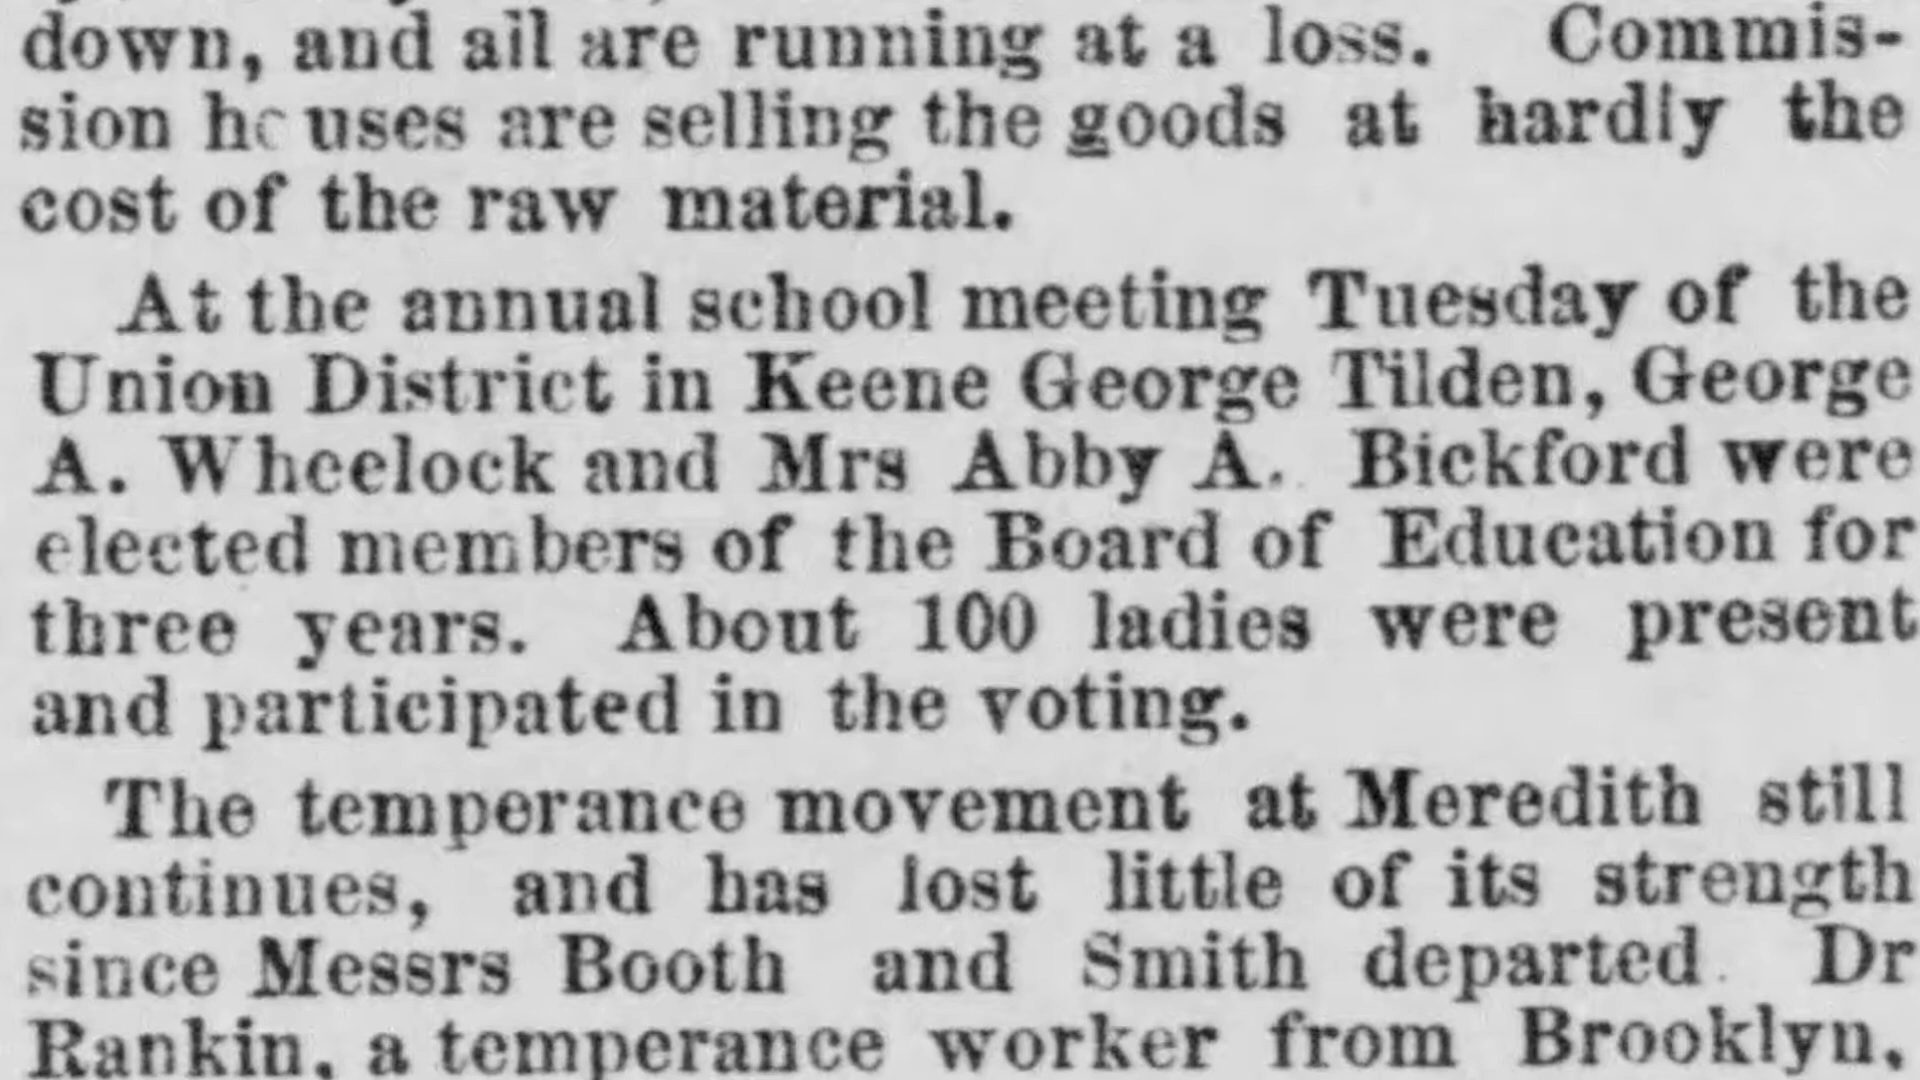 down, and all are running at a loss. Commis-
sion houses are selling the goods at hardly the
cost of the raw material.
At the annual school meeting Tuesday of the
Union District in Keene George Tilden, George
A. Wheelock and Mrs Abby A. Bickford were
elected members of the Board of Education for
three years. About 100 ladies were present
and participated in the voting.
The temperance movement at Meredith still
continues, and has lost little of its strength
since Messrs Booth and Smith departed. Dr
Rankin, a temperance worker from Brooklyn,